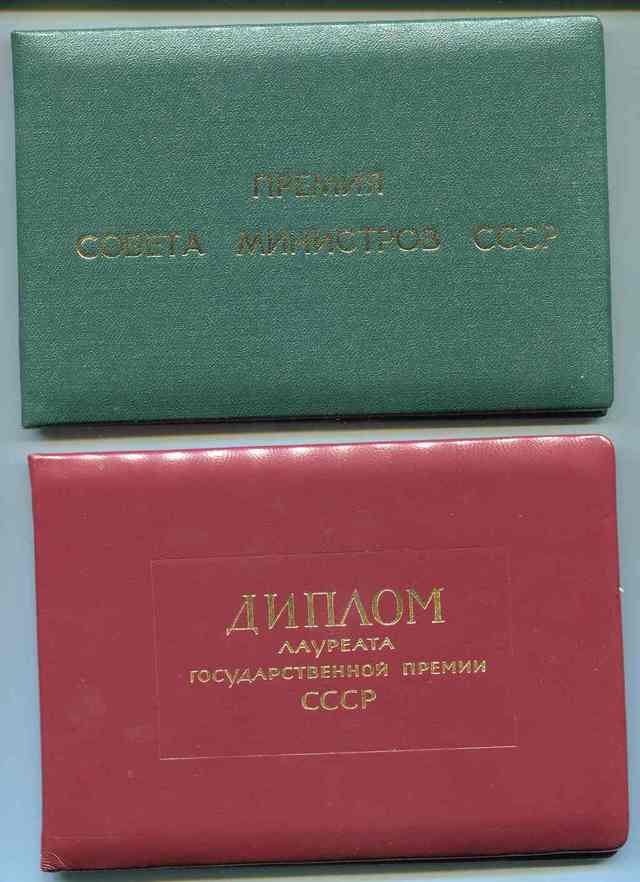 ПРЕМИЯ
СОВЕТА МИНИСТРОВ СССР
ДИПЛОМ
ЛАУРЕАТА
ГОСУДАРСТВЕННОЙ ПРЕМИИ
СССР